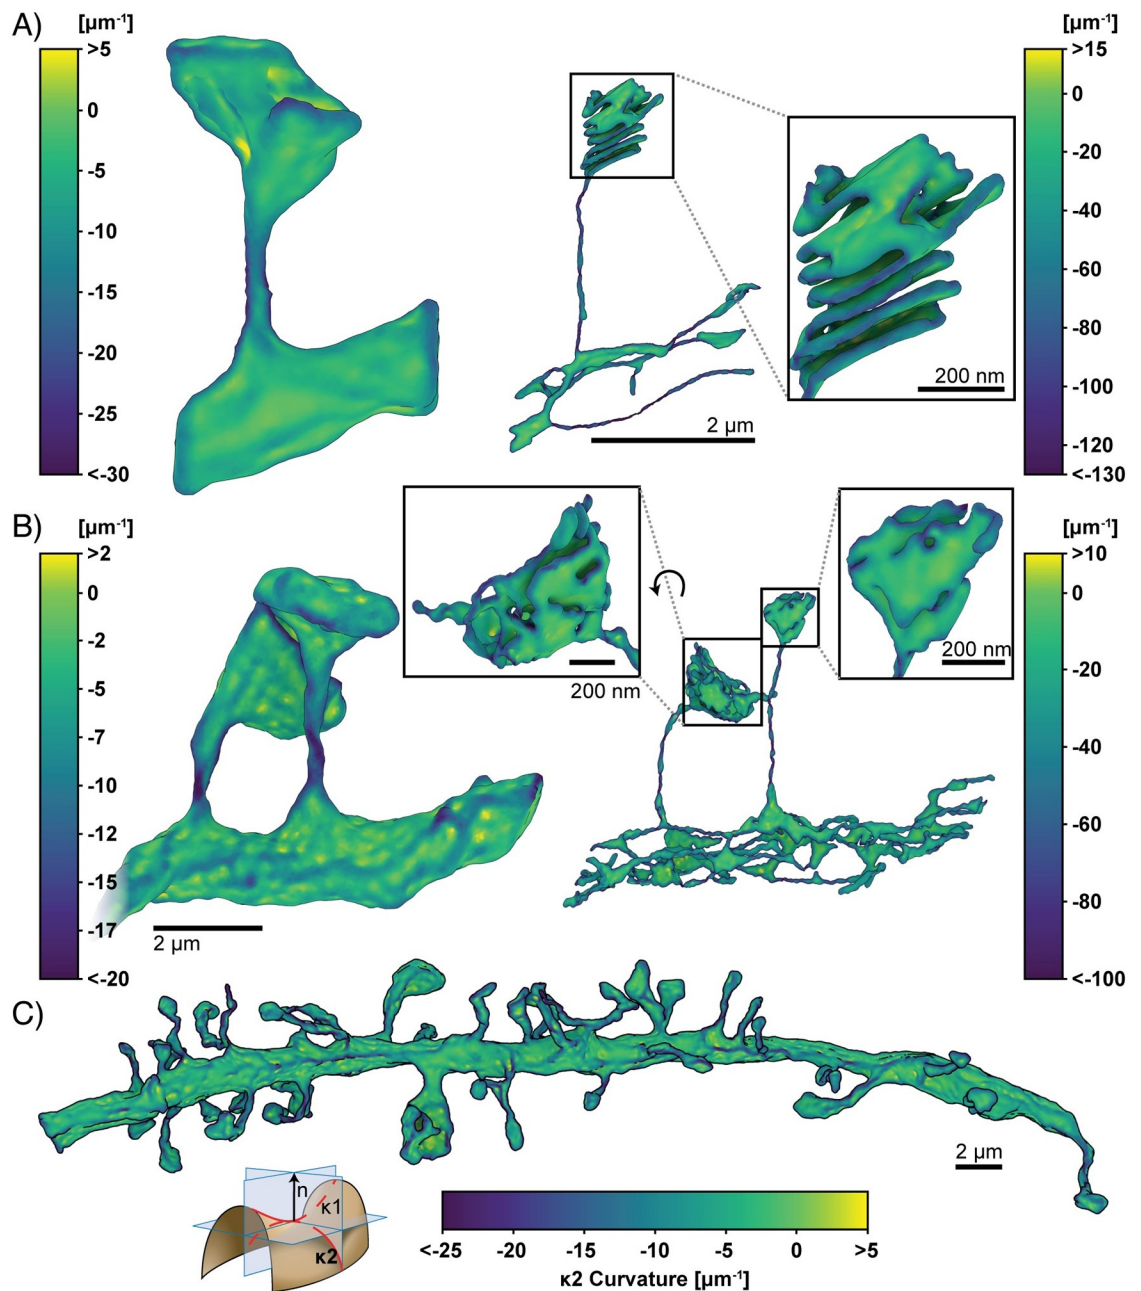 A)
[µm⁻¹]
>5
0
-5
-10
-15
-20
-25
<-30
2 µm
200 nm
[µm⁻¹]
>15
0
-20
-40
-60
-80
-100
-120
<-130
B)
[µm⁻¹]
>2
0
-2
-5
-7
-10
-12
-15
-17
<-20
2 µm
200 nm
200 nm
[µm⁻¹]
>10
0
-20
-40
-60
-80
<-100
C)
2 µm
n
κ1
κ2
<-25 -20 -15 -10 -5 0 >5
κ2 Curvature [µm⁻¹]